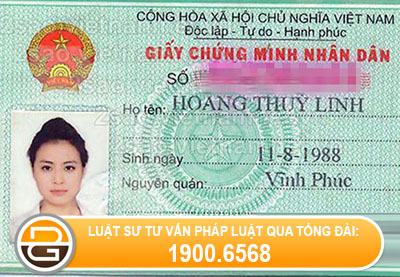 CỘNG HÒA XÃ HỘI CHỦ NGHĨA VIỆT NAM
Độc lập - Tự do - Hạnh phúc
GIẤY CHỨNG MINH NHÂN DÂN
SỐ
Họ tên: HOÀNG THUỲ LINH
Sinh ngày: 11-8-1988
Nguyên quán: Vĩnh Phúc
LUẬT SƯ TƯ VẤN PHÁP LUẬT QUA TỔNG ĐÀI:
1900.6568